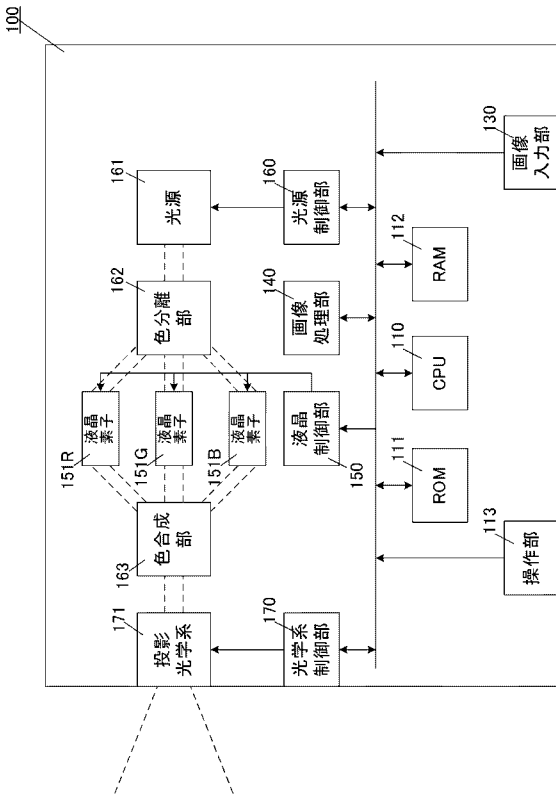 100
171
投影
光学系
163
色合成
部
151R
液晶
素子
151G
液晶
素子
151B
液晶
素子
162
色分離
部
161
光源
170
光学系
制御部
150
液晶
制御部
140
画像
処理部
160
光源
制御部
113
操作部
111
ROM
110
CPU
112
RAM
130
画像
入力部